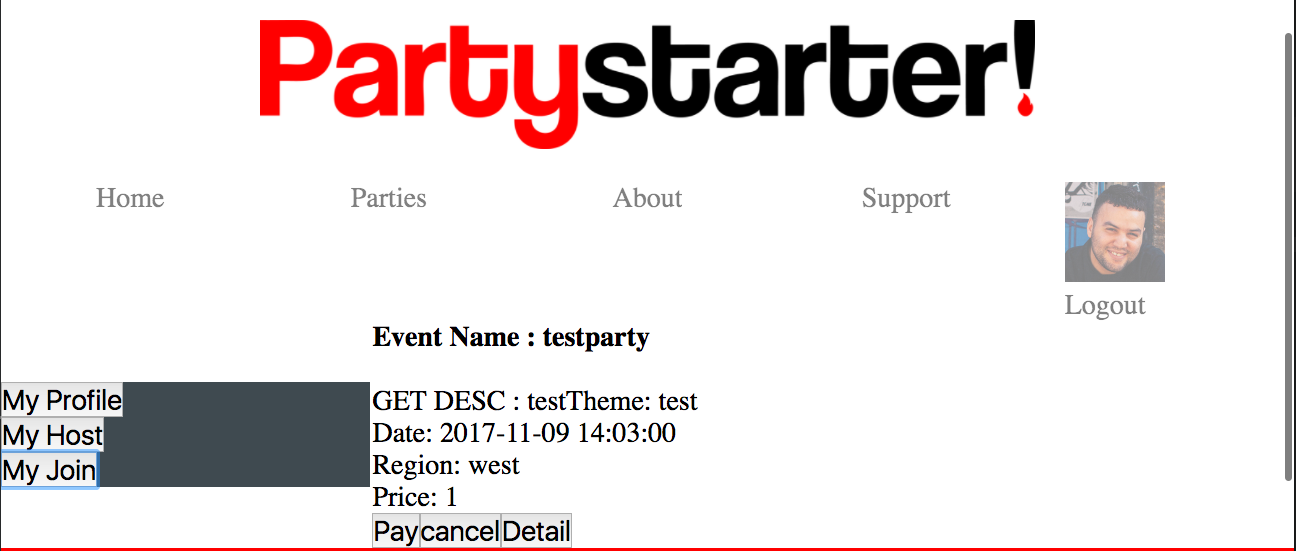 Partystarter!
Home Parties About Support
Logout
Event Name : testparty
GET DESC : testTheme: test
My Profile
Date: 2017-11-09 14:03:00
My Host
Region: west
My Join
Price: 1
Pay cancel Detail